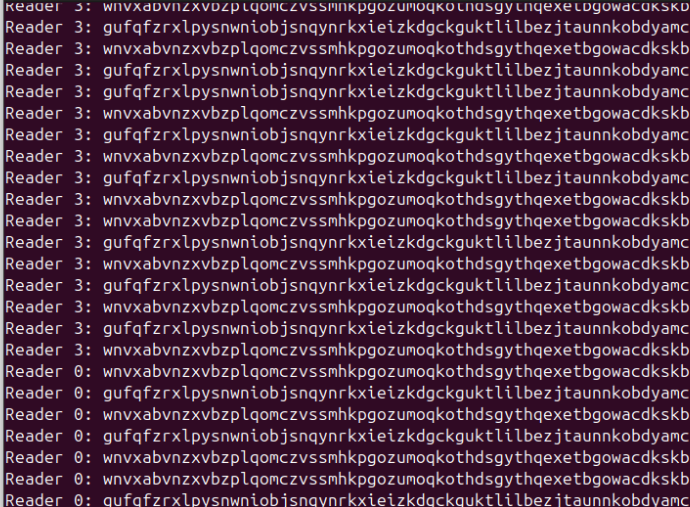 Reader 3: wnvxabvnzxvbzplqomczvssmhkpgozumoqkothdsgythqexetbgowacdkskb
Reader 3: gufqfzrxlpysnwniobjsnqynrkxieizkdgckguktlilbezjtaunnkobdyamc
Reader 3: wnvxabvnzxvbzplqomczvssmhkpgozumoqkothdsgythqexetbgowacdkskb
Reader 3: gufqfzrxlpysnwniobjsnqynrkxieizkdgckguktlilbezjtaunnkobdyamc
Reader 3: gufqfzrxlpysnwniobjsnqynrkxieizkdgckguktlilbezjtaunnkobdyamc
Reader 3: wnvxabvnzxvbzplqomczvssmhkpgozumoqkothdsgythqexetbgowacdkskb
Reader 3: gufqfzrxlpysnwniobjsnqynrkxieizkdgckguktlilbezjtaunnkobdyamc
Reader 3: wnvxabvnzxvbzplqomczvssmhkpgozumoqkothdsgythqexetbgowacdkskb
Reader 3: gufqfzrxlpysnwniobjsnqynrkxieizkdgckguktlilbezjtaunnkobdyamc
Reader 3: wnvxabvnzxvbzplqomczvssmhkpgozumoqkothdsgythqexetbgowacdkskb
Reader 3: wnvxabvnzxvbzplqomczvssmhkpgozumoqkothdsgythqexetbgowacdkskb
Reader 3: gufqfzrxlpysnwniobjsnqynrkxieizkdgckguktlilbezjtaunnkobdyamc
Reader 3: wnvxabvnzxvbzplqomczvssmhkpgozumoqkothdsgythqexetbgowacdkskb
Reader 3: gufqfzrxlpysnwniobjsnqynrkxieizkdgckguktlilbezjtaunnkobdyamc
Reader 3: wnvxabvnzxvbzplqomczvssmhkpgozumoqkothdsgythqexetbgowacdkskb
Reader 3: gufqfzrxlpysnwniobjsnqynrkxieizkdgckguktlilbezjtaunnkobdyamc
Reader 3: wnvxabvnzxvbzplqomczvssmhkpgozumoqkothdsgythqexetbgowacdkskb
Reader 0: wnvxabvnzxvbzplqomczvssmhkpgozumoqkothdsgythqexetbgowacdkskb
Reader 0: gufqfzrxlpysnwniobjsnqynrkxieizkdgckguktlilbezjtaunnkobdyamc
Reader 0: wnvxabvnzxvbzplqomczvssmhkpgozumoqkothdsgythqexetbgowacdkskb
Reader 0: gufqfzrxlpysnwniobjsnqynrkxieizkdgckguktlilbezjtaunnkobdyamc
Reader 0: wnvxabvnzxvbzplqomczvssmhkpgozumoqkothdsgythqexetbgowacdkskb
Reader 0: wnvxabvnzxvbzplqomczvssmhkpgozumoqkothdsgythqexetbgowacdkskb
Reader 0: gufqfzrxlpysnwniobjsnqynrkxieizkdgckguktlilbezjtaunnkobdyamc